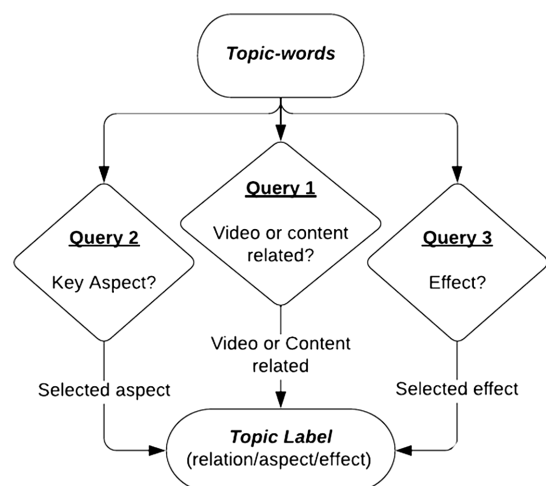 Topic-words
Query 1
Video or content
related?
Query 2
Key Aspect?
Query 3
Effect?
Video or Content
related
Selected aspect
Selected effect
Topic Label
(relation/aspect/effect)